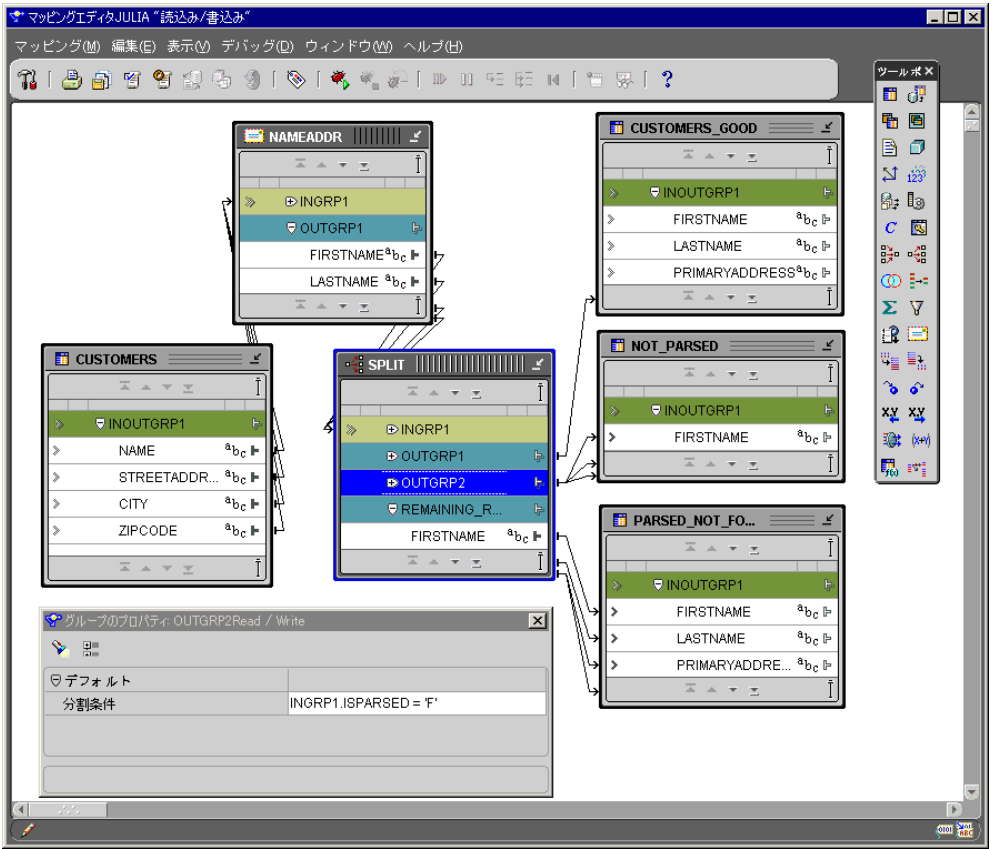 マッピングエディタJULIA "読込み/書込み"
マッピング(M) 編集(E) 表示(V) デバッグ(D) ウィンドウ(W) ヘルプ(H)
ツールボ
NAMEADDR
INGRP1
OUTGRP1
FIRSTNAME
LASTNAME
CUSTOMERS
INOUTGRP1
NAME
STREETADDR...
CITY
ZIPCODE
SPLIT
INGRP1
OUTGRP1
OUTGRP2
REMAINING_R...
FIRSTNAME
CUSTOMERS_GOOD
INOUTGRP1
FIRSTNAME
LASTNAME
PRIMARYADDRESS
NOT_PARSED
INOUTGRP1
FIRSTNAME
PARSED_NOT_FO...
INOUTGRP1
FIRSTNAME
LASTNAME
PRIMARYADDRE...
グループのプロパティ: OUTGRP2Read / Write
デフォルト
分割条件 INGRP1.ISPARSED = 'F'